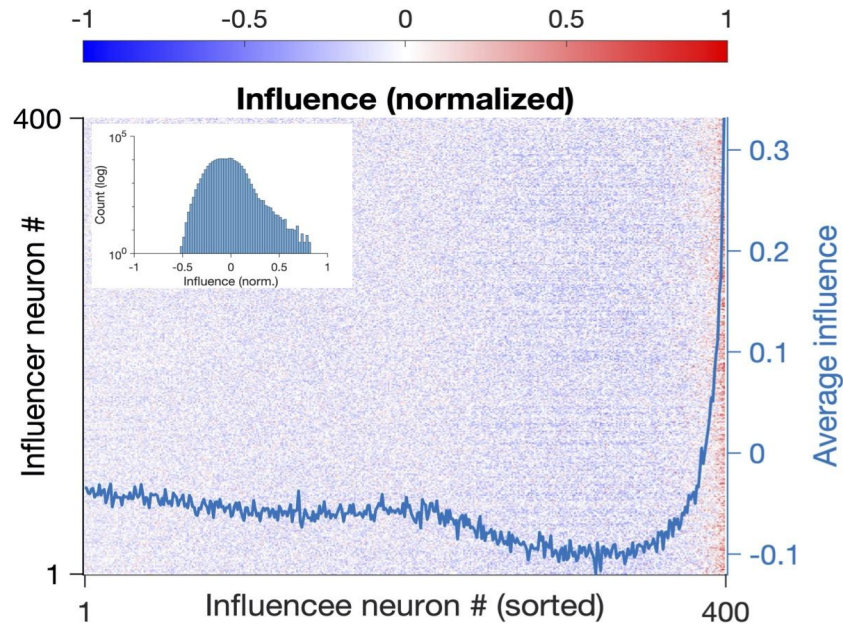 -1 -0.5 0 0.5 1
Influence (normalized)
400
10^5
Count (log)
10^0
-1 -0.5 0 0.5 1
Influence (norm.)
Influencer neuron #
1
0.3
0.2
0.1
0
-0.1
Average influence
1 Influencee neuron # (sorted) 400